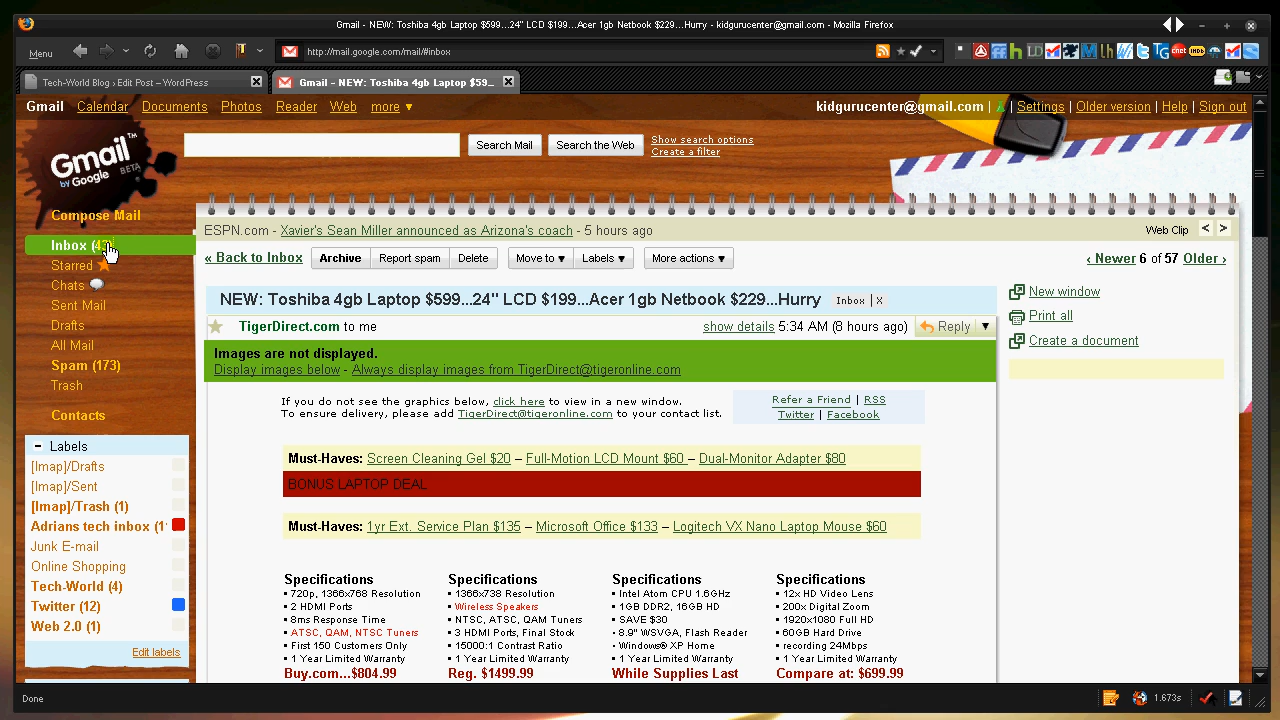 Gmail - NEW: Toshiba 4gb Laptop $599...24" LCD $199...Acer 1gb Netbook $229...Hurry - kidgurucenter@gmail.com - Mozilla Firefox
Menu
http://mail.google.com/mail/#inbox
Tech-World Blog › Edit Post – WordPress
Gmail - NEW: Toshiba 4gb Laptop $59...
Gmail Calendar Documents Photos Reader Web more ▼
kidgurucenter@gmail.com | | Settings | Older version | Help | Sign out
Gmail™
by Google BETA
Search Mail Search the Web
Show search options
Create a filter
Compose Mail
Inbox
Starred
Chats
Sent Mail
Drafts
All Mail
Spam (173)
Trash
Contacts
− Labels
[Imap]/Drafts
[Imap]/Sent
[Imap]/Trash (1)
Adrians tech inbox (1
Junk E-mail
Online Shopping
Tech-World (4)
Twitter (12)
Web 2.0 (1)
Edit labels
ESPN.com - Xavier's Sean Miller announced as Arizona's coach - 5 hours ago
Web Clip < >
« Back to Inbox Archive Report spam Delete Move to ▼ Labels ▼ More actions ▼
‹ Newer 6 of 57 Older ›
NEW: Toshiba 4gb Laptop $599...24" LCD $199...Acer 1gb Netbook $229...Hurry Inbox | X
TigerDirect.com to me
show details 5:34 AM (8 hours ago) Reply ▼
Images are not displayed.
Display images below - Always display images from TigerDirect@tigeronline.com
New window
Print all
Create a document
If you do not see the graphics below, click here to view in a new window.
To ensure delivery, please add TigerDirect@tigeronline.com to your contact list.
Refer a Friend | RSS
Twitter | Facebook
Must-Haves: Screen Cleaning Gel $20 – Full-Motion LCD Mount $60 – Dual-Monitor Adapter $80
BONUS LAPTOP DEAL
Must-Haves: 1yr Ext. Service Plan $135 – Microsoft Office $133 – Logitech VX Nano Laptop Mouse $60
Specifications
• 720p, 1366x768 Resolution
• 2 HDMI Ports
• 8ms Response Time
• ATSC, QAM, NTSC Tuners
• First 150 Customers Only
• 1 Year Limited Warranty
Buy.com...$804.99
Specifications
• 1366x738 Resolution
• Wireless Speakers
• NTSC, ATSC, QAM Tuners
• 3 HDMI Ports, Final Stock
• 15000:1 Contrast Ratio
• 1 Year Limited Warranty
Reg. $1499.99
Specifications
• Intel Atom CPU 1.6GHz
• 1GB DDR2, 16GB HD
• SAVE $30
• 8.9" WSVGA, Flash Reader
• Windows® XP Home
• 1 Year Limited Warranty
While Supplies Last
Specifications
• 12x HD Video Lens
• 200x Digital Zoom
• 1920x1080 Full HD
• 60GB Hard Drive
• recording 24Mbps
• 1 Year Limited Warranty
Compare at: $699.99
Done
1.673s